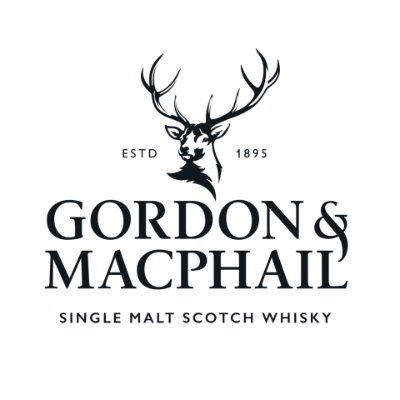 ESTD 1895
GORDON &
MACPHAIL
SINGLE MALT SCOTCH WHISKY